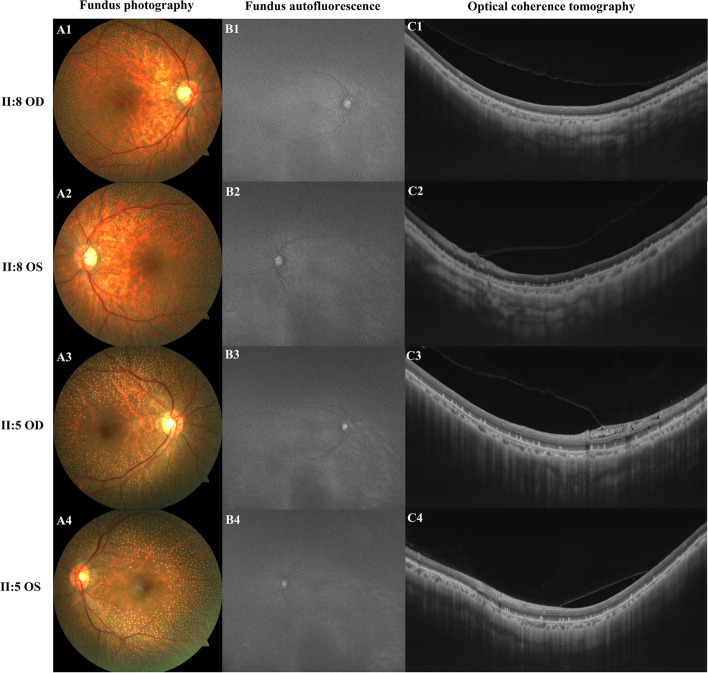 Fundus photography Fundus autofluorescence Optical coherence tomography
A1 B1 C1
II:8 OD
A2 B2 C2
II:8 OS
A3 B3 C3
II:5 OD
A4 B4 C4
II:5 OS